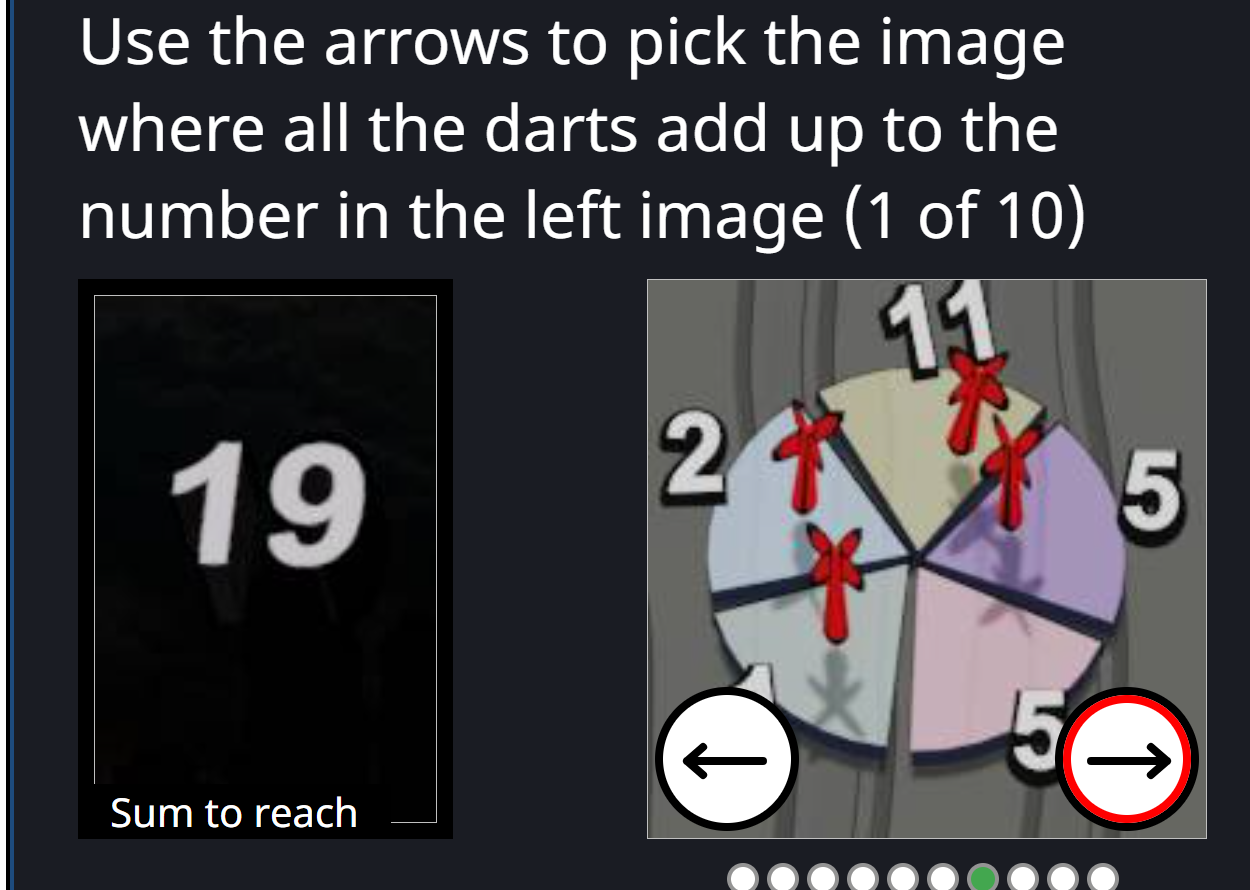 Use the arrows to pick the image
where all the darts add up to the
number in the left image (1 of 10)
19
Sum to reach
11
2
5
5